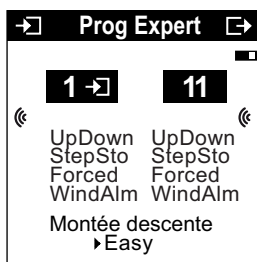 Prog Expert
1 11
UpDown UpDown
StepSto StepSto
Forced Forced
WindAlm WindAlm
Montée descente
Easy